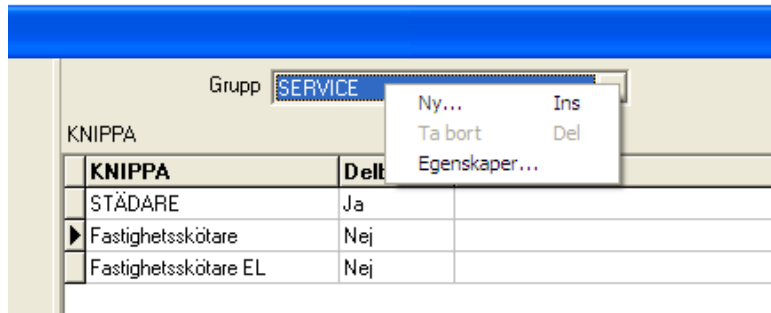 Grupp SERVICE
Ny... Ins
Ta bort Del
Egenskaper...
KNIPPA
KNIPPA
STÄDARE Ja
Fastighetsskötare Nej
Fastighetsskötare EL Nej